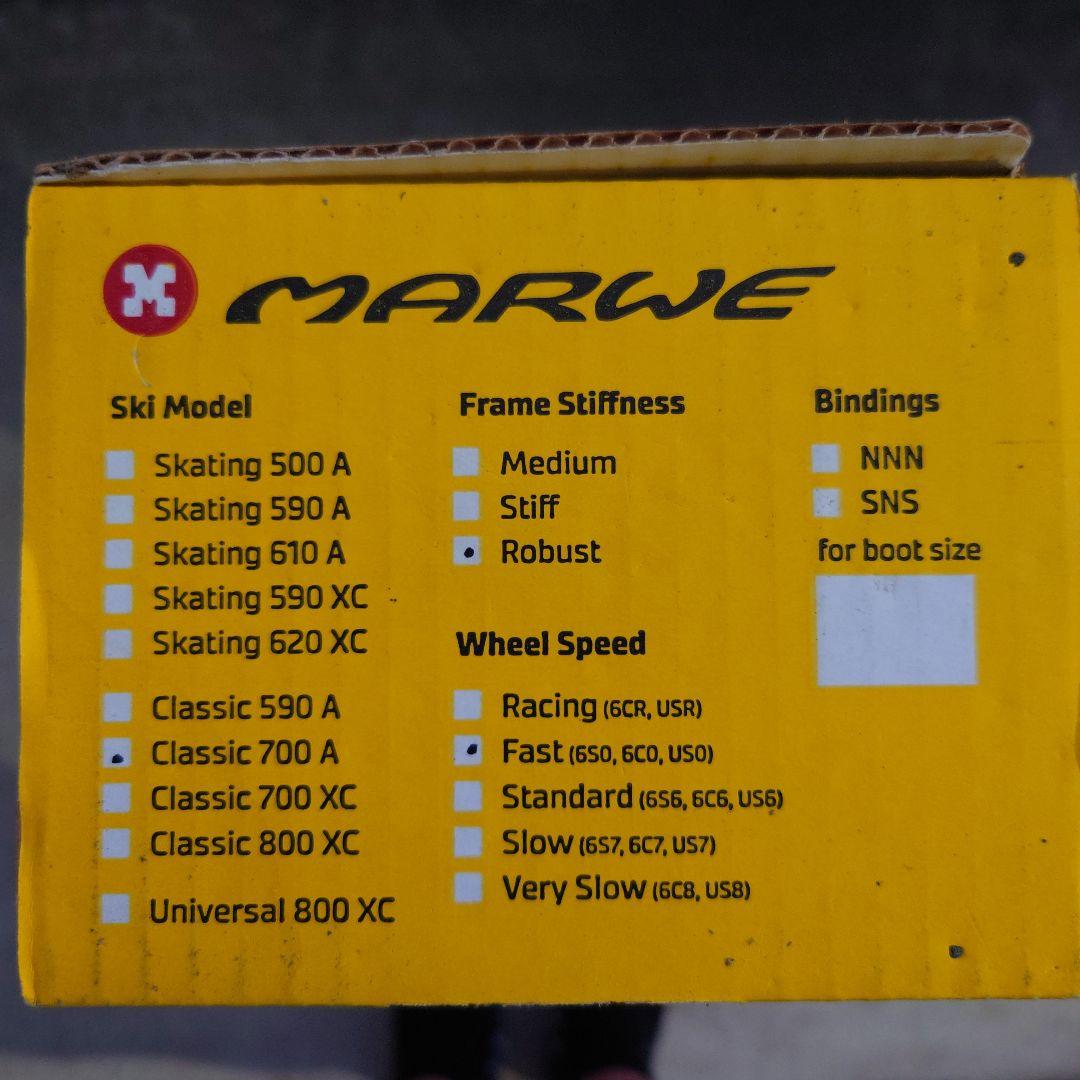 M MARWE
Ski Model
Skating 500 A
Skating 590 A
Skating 610 A
Skating 590 XC
Skating 620 XC
Classic 590 A
Classic 700 A
Classic 700 XC
Classic 800 XC
Universal 800 XC
Frame Stiffness
Medium
Stiff
Robust
Wheel Speed
Racing (6CR, USR)
Fast (6S0, 6C0, US0)
Standard (6S6, 6C6, US6)
Slow (6S7, 6C7, US7)
Very Slow (6C8, US8)
Bindings
NNN
SNS
for boot size